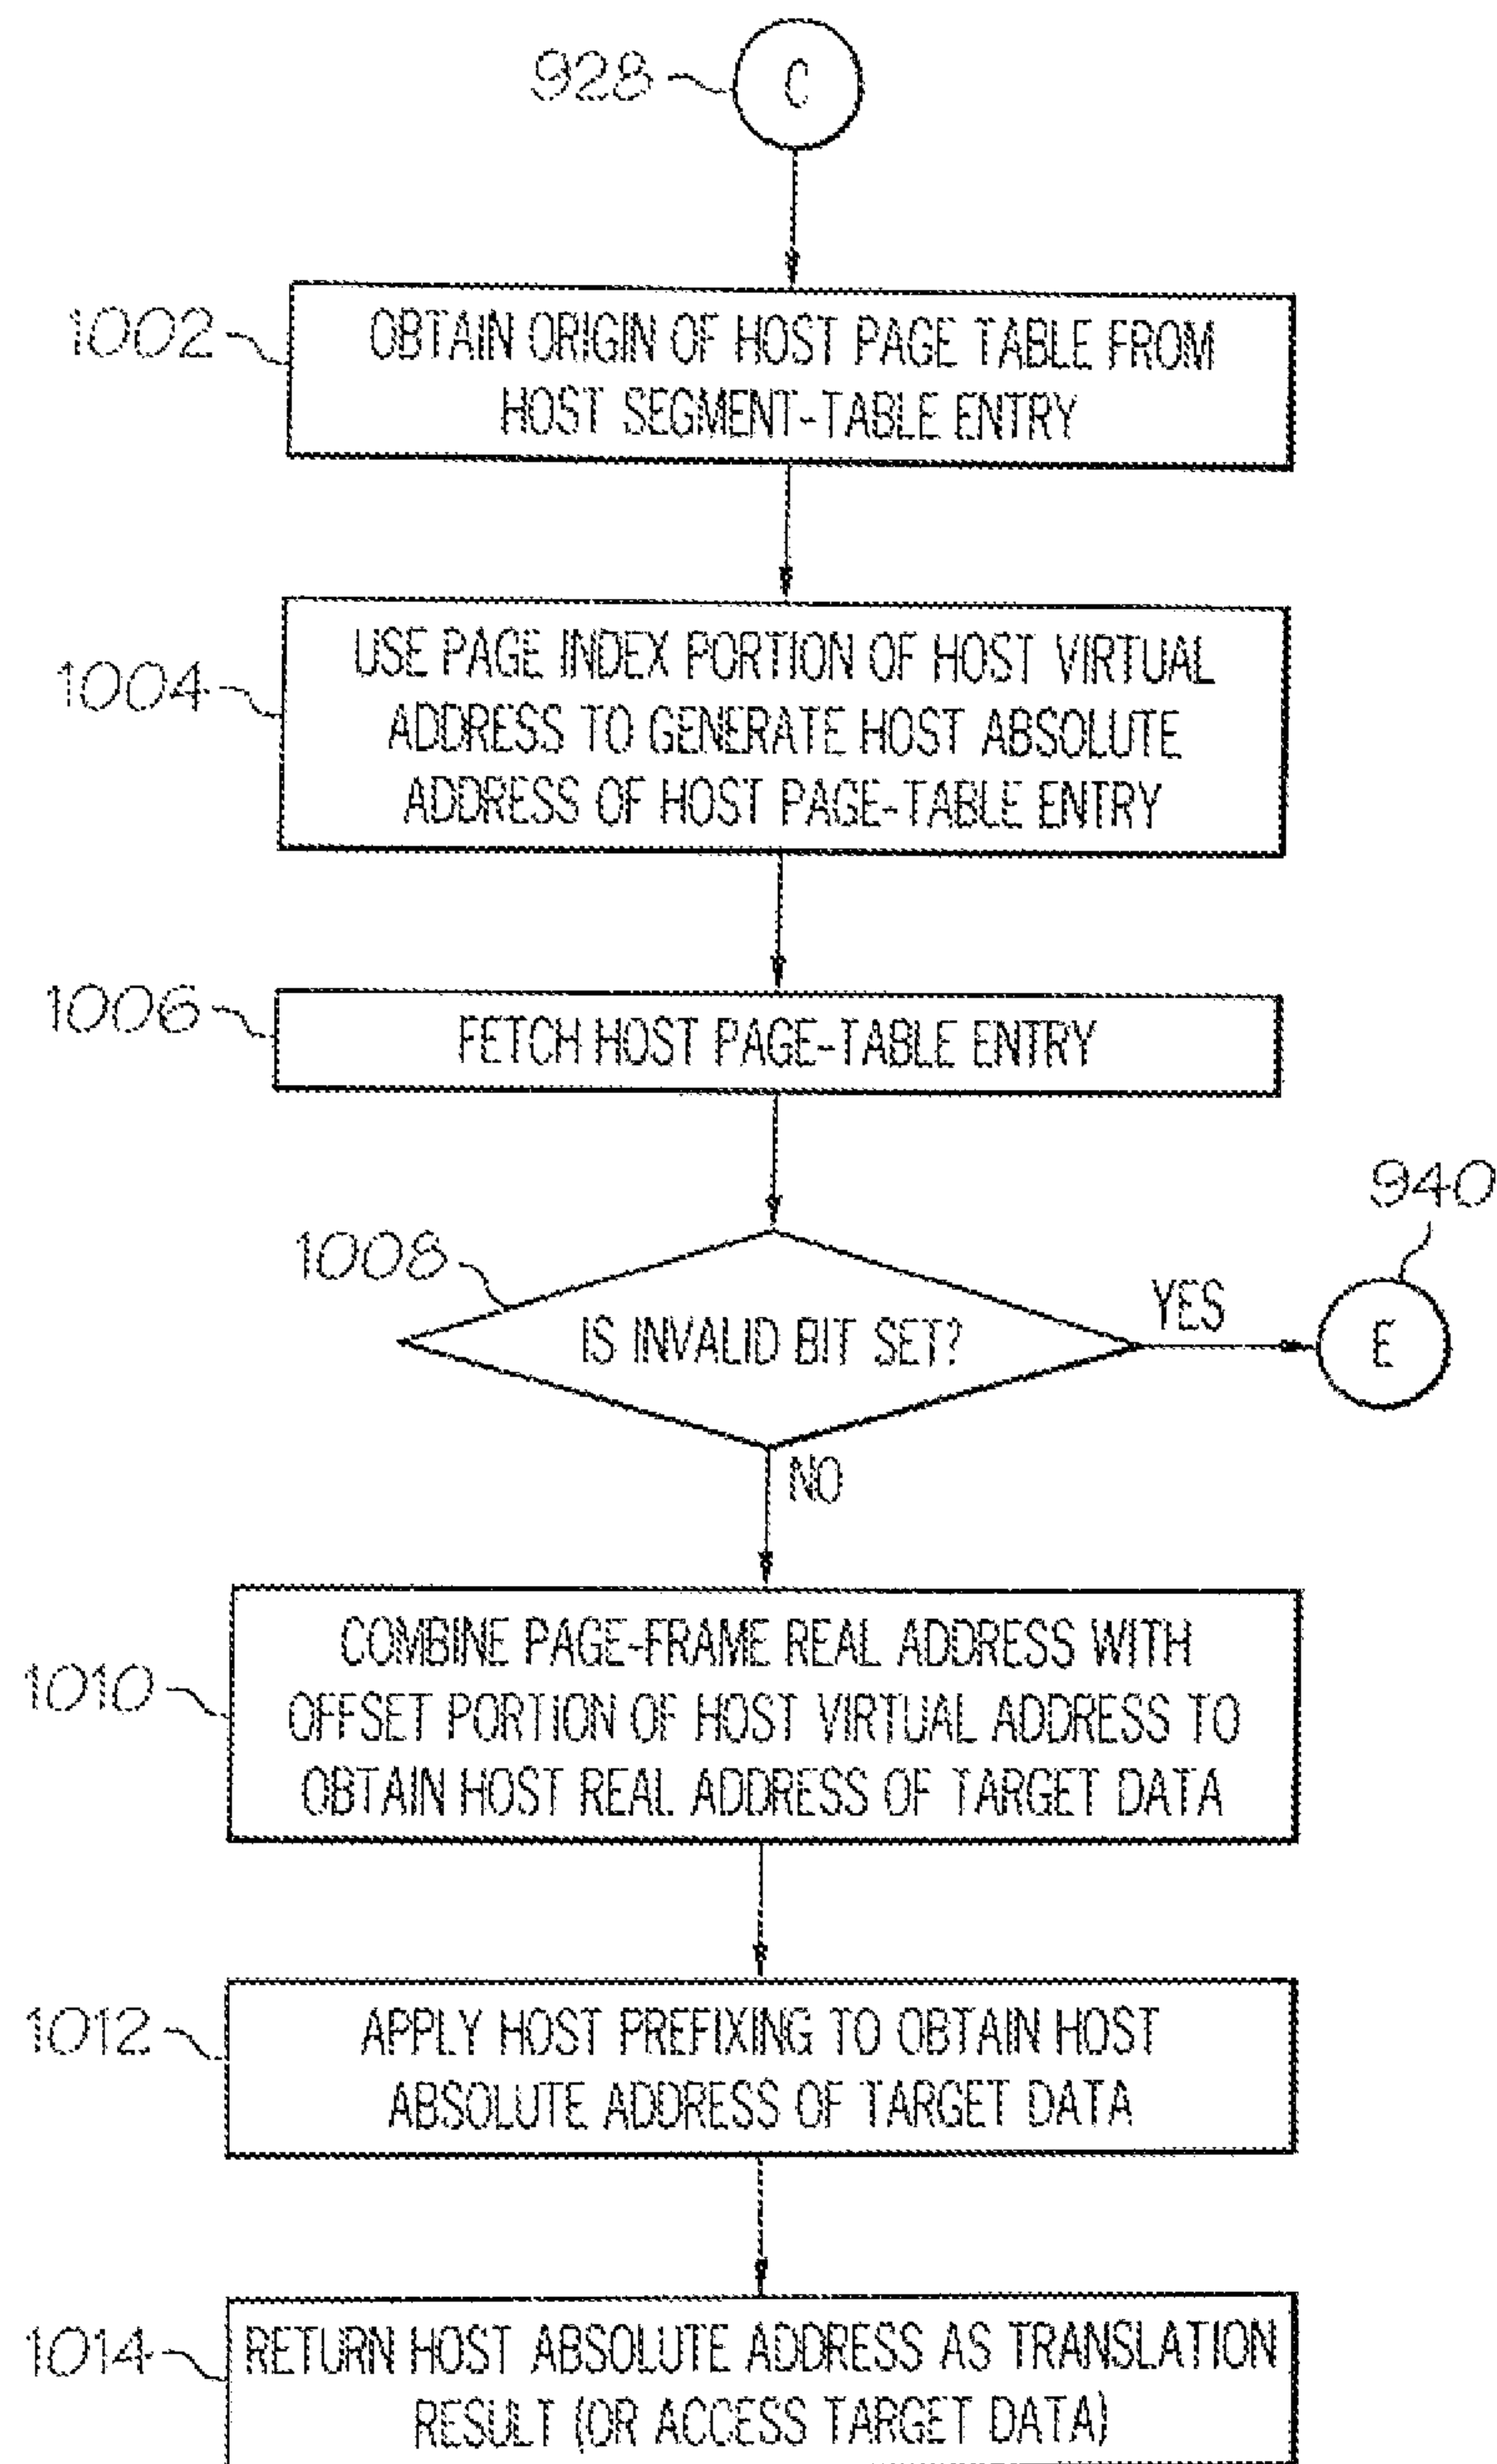 928
C
1002
OBTAIN ORIGIN OF HOST PAGE TABLE FROM
HOST SEGMENT-TABLE ENTRY
1004
USE PAGE INDEX PORTION OF HOST VIRTUAL
ADDRESS TO GENERATE HOST ABSOLUTE
ADDRESS OF HOST PAGE-TABLE ENTRY
1006
FETCH HOST PAGE-TABLE ENTRY
1008
IS INVALID BIT SET?
YES
940
E
NO
1010
COMBINE PAGE-FRAME REAL ADDRESS WITH
OFFSET PORTION OF HOST VIRTUAL ADDRESS TO
OBTAIN HOST REAL ADDRESS OF TARGET DATA
1012
APPLY HOST PREFIXING TO OBTAIN HOST
ABSOLUTE ADDRESS OF TARGET DATA
1014
RETURN HOST ABSOLUTE ADDRESS AS TRANSLATION
RESULT (OR ACCESS TARGET DATA)